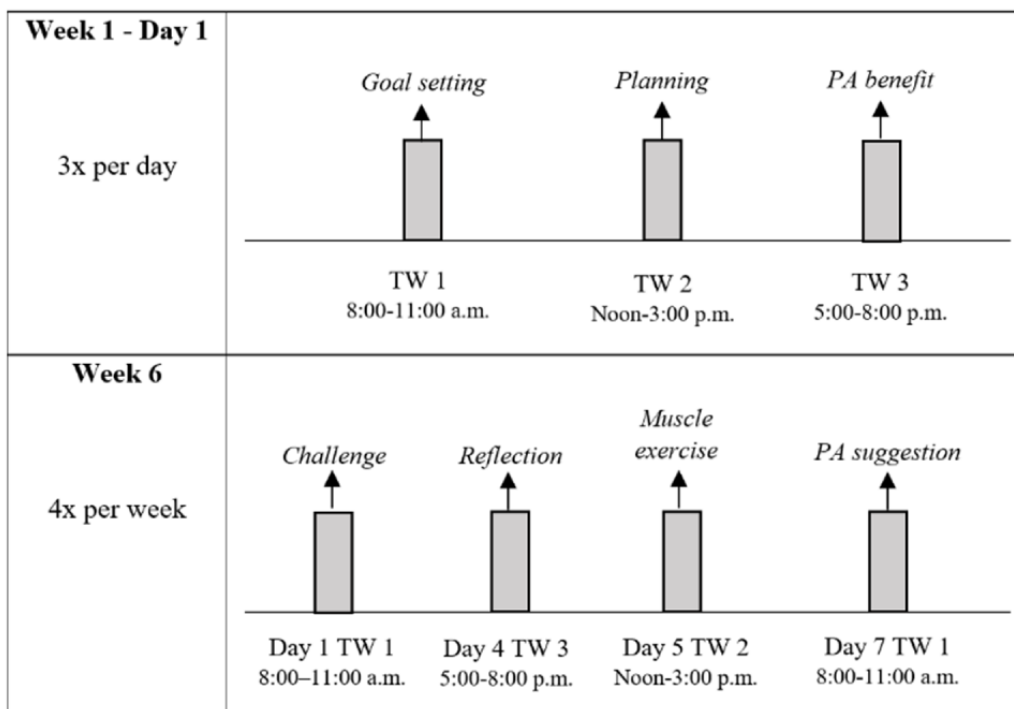 Week 1 - Day 1
3x per day
Goal setting
Planning
PA benefit
TW 1
8:00-11:00 a.m.
TW 2
Noon-3:00 p.m.
TW 3
5:00-8:00 p.m.
Week 6
4x per week
Challenge
Reflection
Muscle
exercise
PA suggestion
Day 1 TW 1
8:00–11:00 a.m.
Day 4 TW 3
5:00-8:00 p.m.
Day 5 TW 2
Noon-3:00 p.m.
Day 7 TW 1
8:00-11:00 a.m.